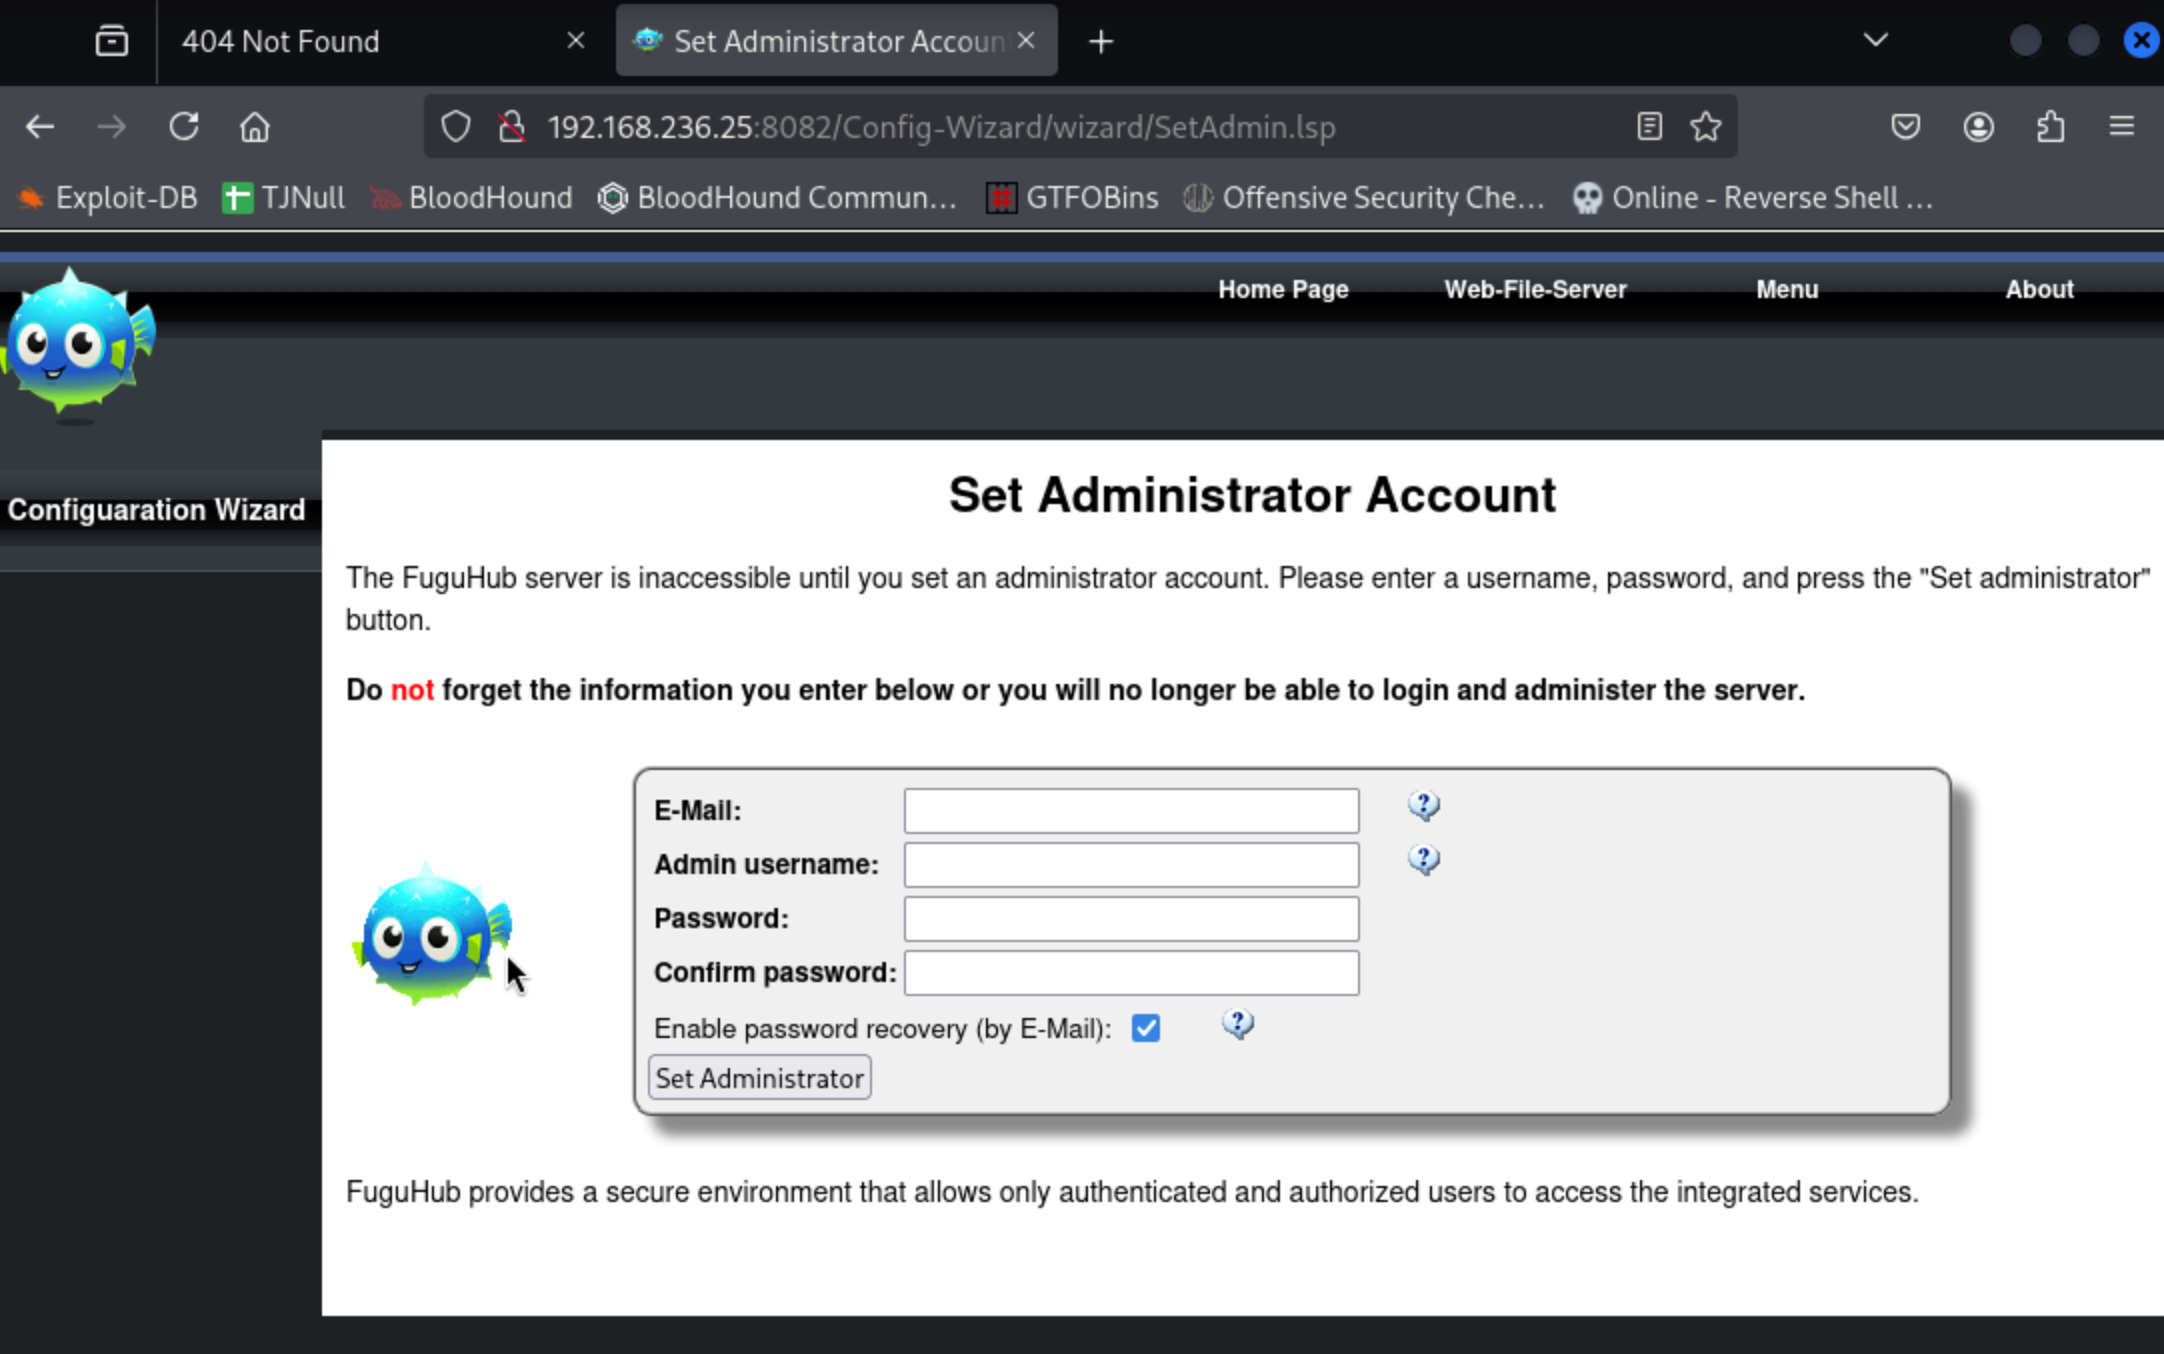 404 Not Found
Set Administrator Accoun
192.168.236.25:8082/Config-Wizard/wizard/SetAdmin.lsp
Exploit-DB TJNull BloodHound BloodHound Commun... GTFOBins Offensive Security Che... Online - Reverse Shell ...
Home Page Web-File-Server Menu About
Configuaration Wizard
Set Administrator Account
The FuguHub server is inaccessible until you set an administrator account. Please enter a username, password, and press the "Set administrator"
button.
Do not forget the information you enter below or you will no longer be able to login and administer the server.
E-Mail:
Admin username:
Password:
Confirm password:
Enable password recovery (by E-Mail):
Set Administrator
FuguHub provides a secure environment that allows only authenticated and authorized users to access the integrated services.